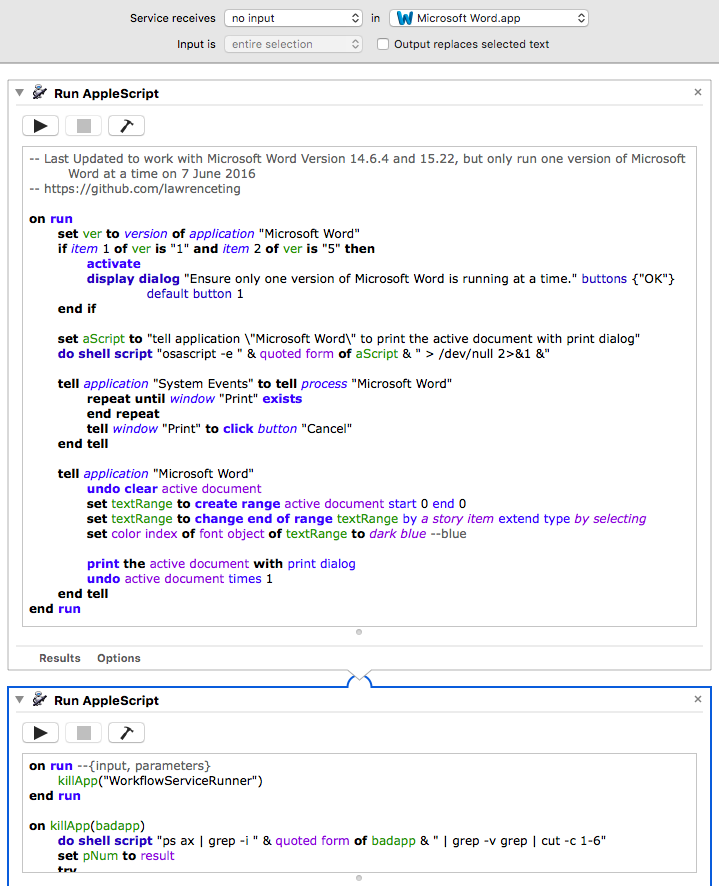 Service receives no input in Microsoft Word.app
Input is entire selection Output replaces selected text
Run AppleScript
-- Last Updated to work with Microsoft Word Version 14.6.4 and 15.22, but only run one version of Microsoft
Word at a time on 7 June 2016
-- https://github.com/lawrenceting
on run
set ver to version of application "Microsoft Word"
if item 1 of ver is "1" and item 2 of ver is "5" then
activate
display dialog "Ensure only one version of Microsoft Word is running at a time." buttons {"OK"}
default button 1
end if
set aScript to "tell application \"Microsoft Word\" to print the active document with print dialog"
do shell script "osascript -e " & quoted form of aScript & " > /dev/null 2>&1 &"
tell application "System Events" to tell process "Microsoft Word"
repeat until window "Print" exists
end repeat
tell window "Print" to click button "Cancel"
end tell
tell application "Microsoft Word"
undo clear active document
set textRange to create range active document start 0 end 0
set textRange to change end of range textRange by a story item extend type by selecting
set color index of font object of textRange to dark blue --blue
print the active document with print dialog
undo active document times 1
end tell
end run
Results Options
Run AppleScript
on run --{input, parameters}
killApp("WorkflowServiceRunner")
end run
on killApp(badapp)
do shell script "ps ax | grep -i " & quoted form of badapp & " | grep -v grep | cut -c 1-6"
set pNum to result
try